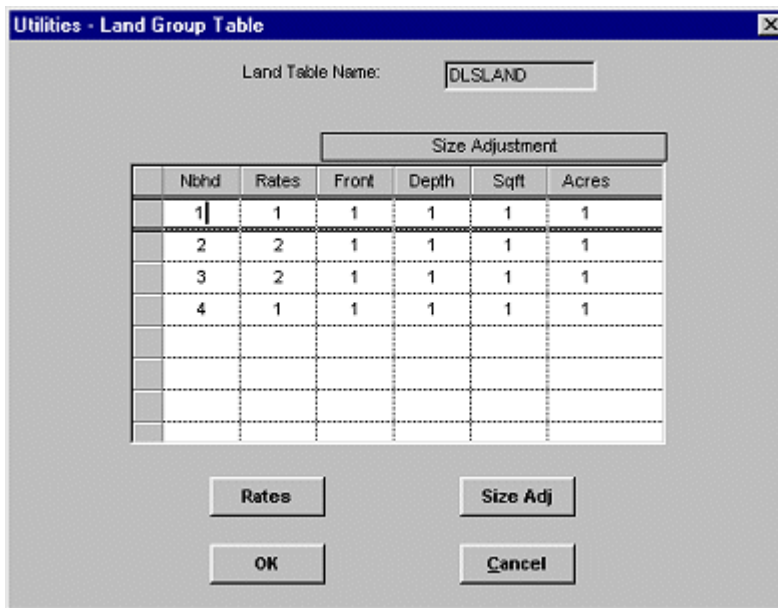 Utilities - Land Group Table
Land Table Name: DLSLAND
Size Adjustment
Nbhd Rates Front Depth Sqft Acres
1 1 1 1 1 1
2 2 1 1 1 1
3 2 1 1 1 1
4 1 1 1 1 1
Rates Size Adj
OK Cancel